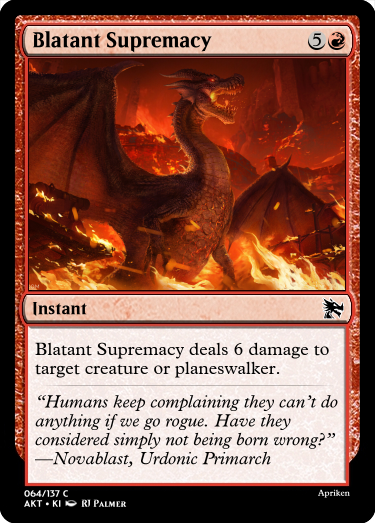 Blatant Supremacy 5
Instant
Blatant Supremacy deals 6 damage to
target creature or planeswalker.
“Humans keep complaining they can’t do
anything if we go rogue. Have they
considered simply not being born wrong?”
—Novablast, Urdonic Primarch
064/137 C Apriken
AKT • KI RJ Palmer